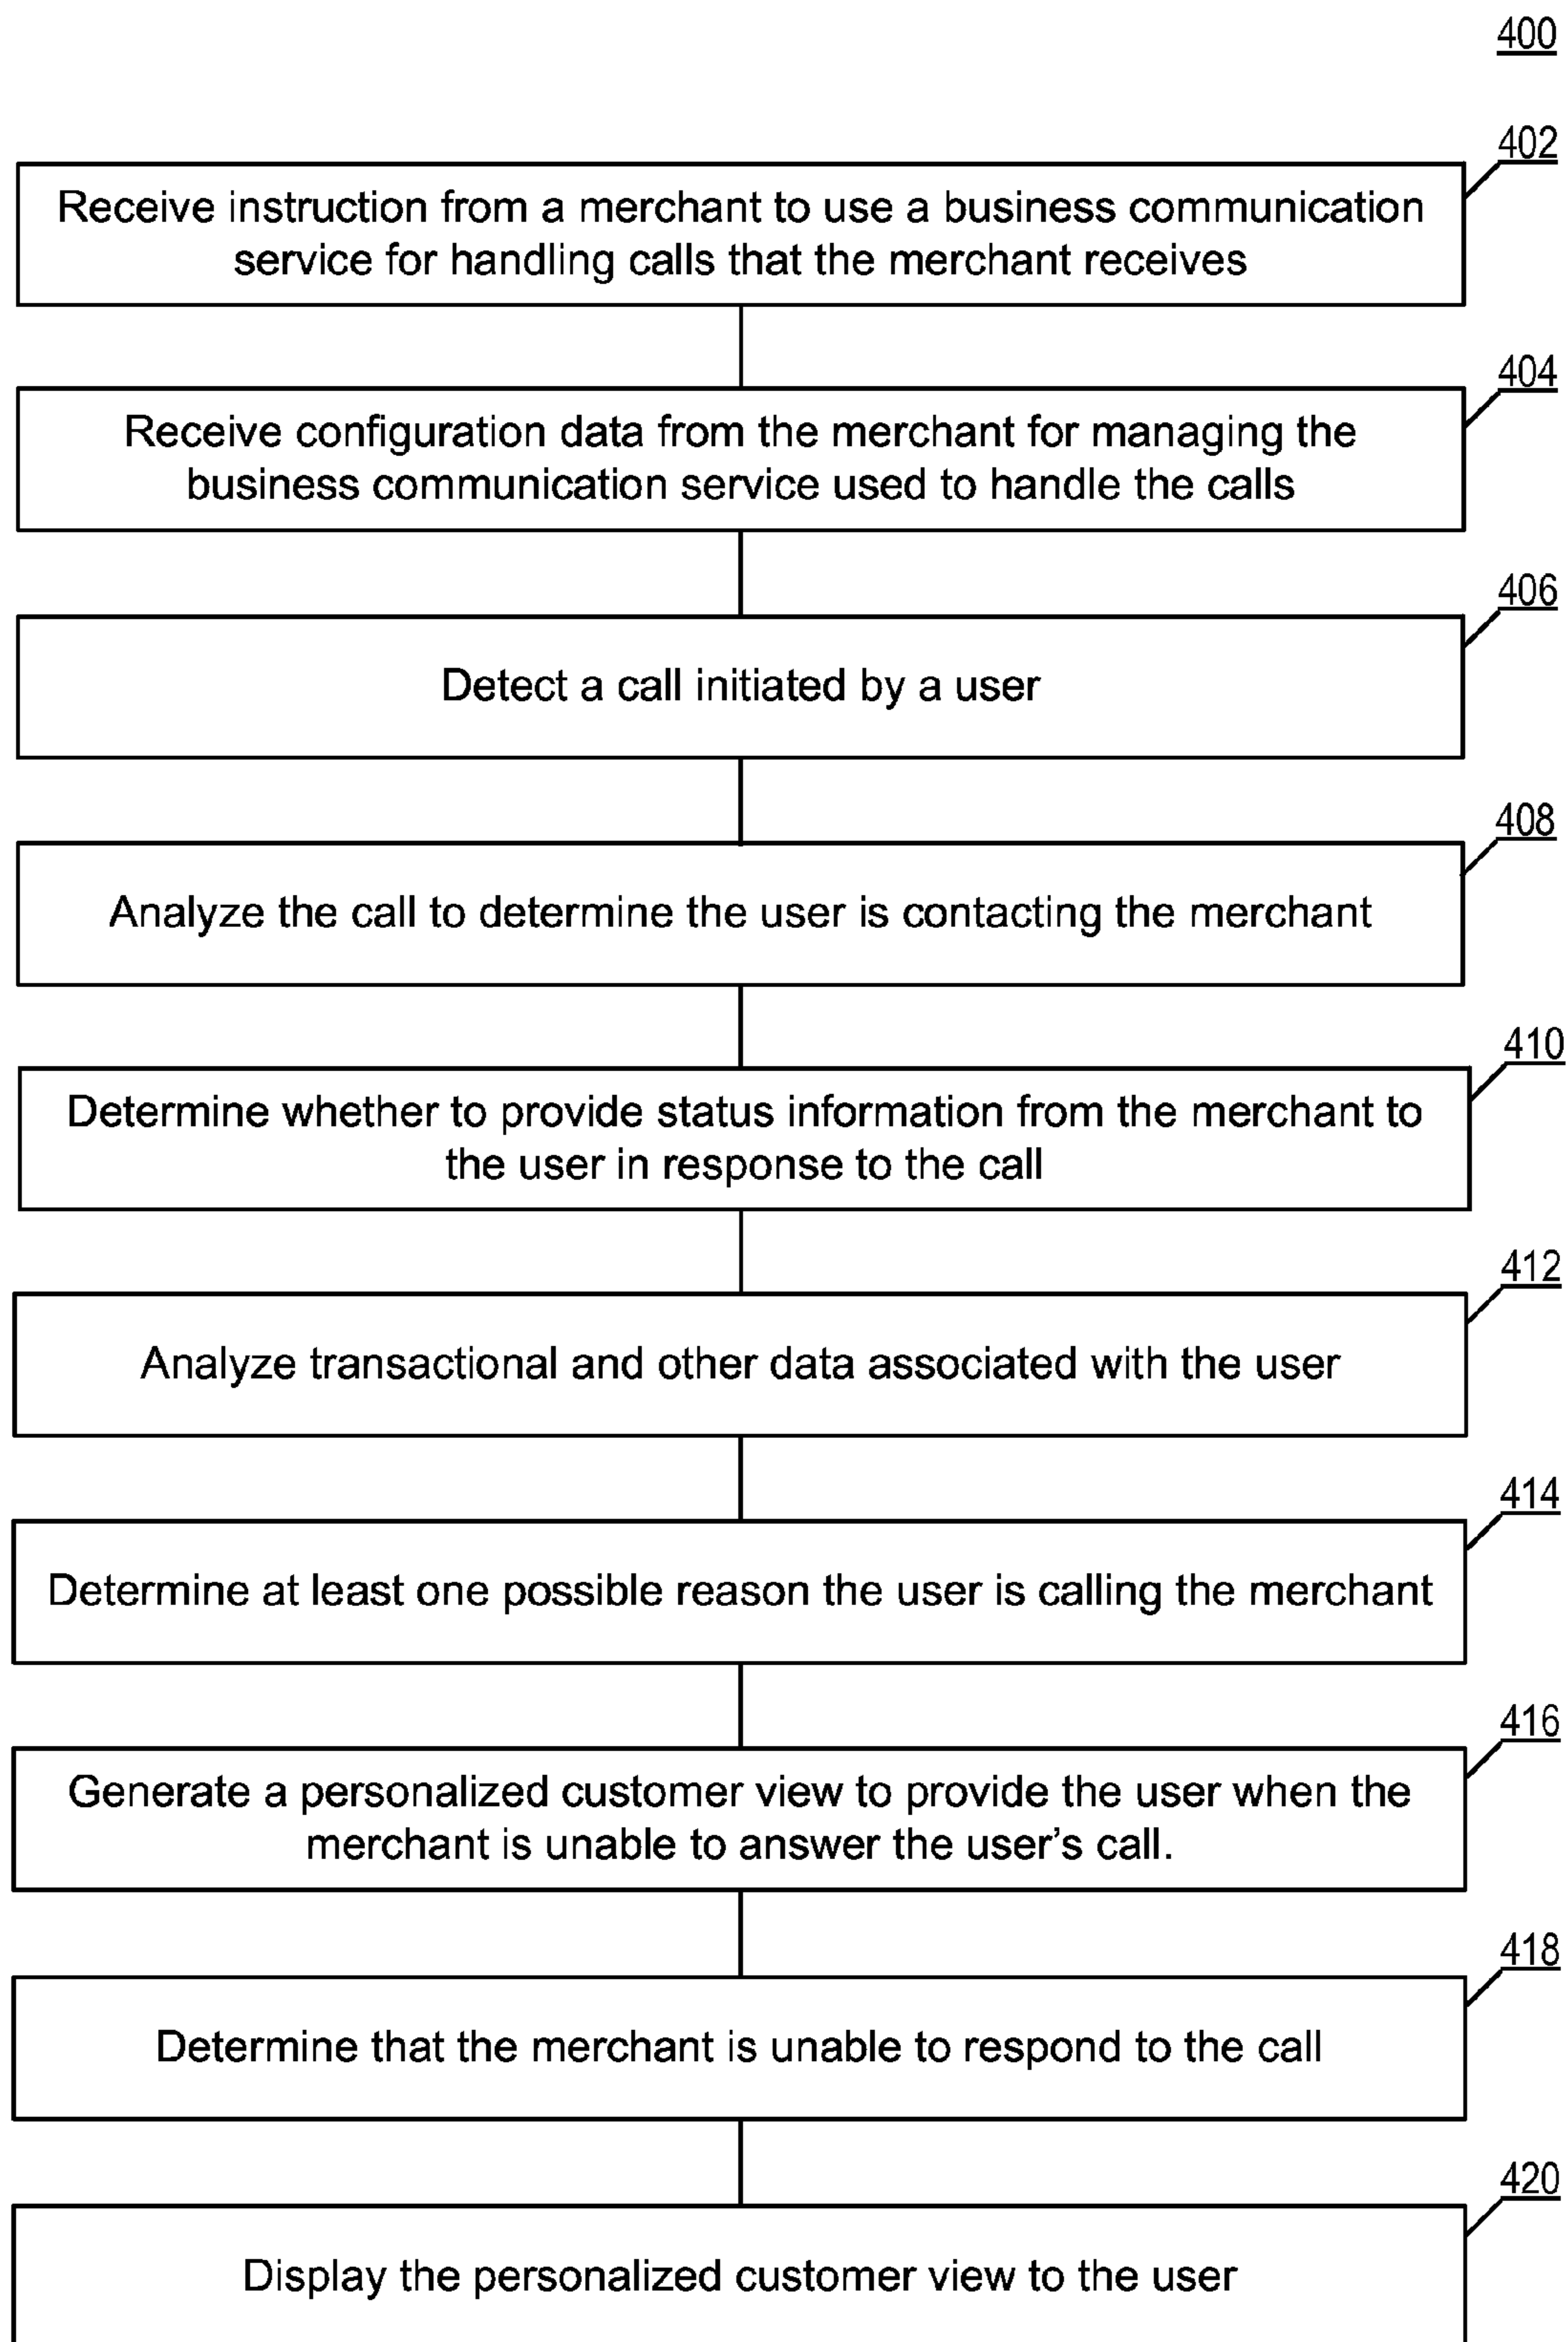 400
402
Receive instruction from a merchant to use a business communication
service for handling calls that the merchant receives
404
Receive configuration data from the merchant for managing the
business communication service used to handle the calls
406
Detect a call initiated by a user
408
Analyze the call to determine the user is contacting the merchant
410
Determine whether to provide status information from the merchant to
the user in response to the call
412
Analyze transactional and other data associated with the user
414
Determine at least one possible reason the user is calling the merchant
416
Generate a personalized customer view to provide the user when the
merchant is unable to answer the user’s call.
418
Determine that the merchant is unable to respond to the call
420
Display the personalized customer view to the user